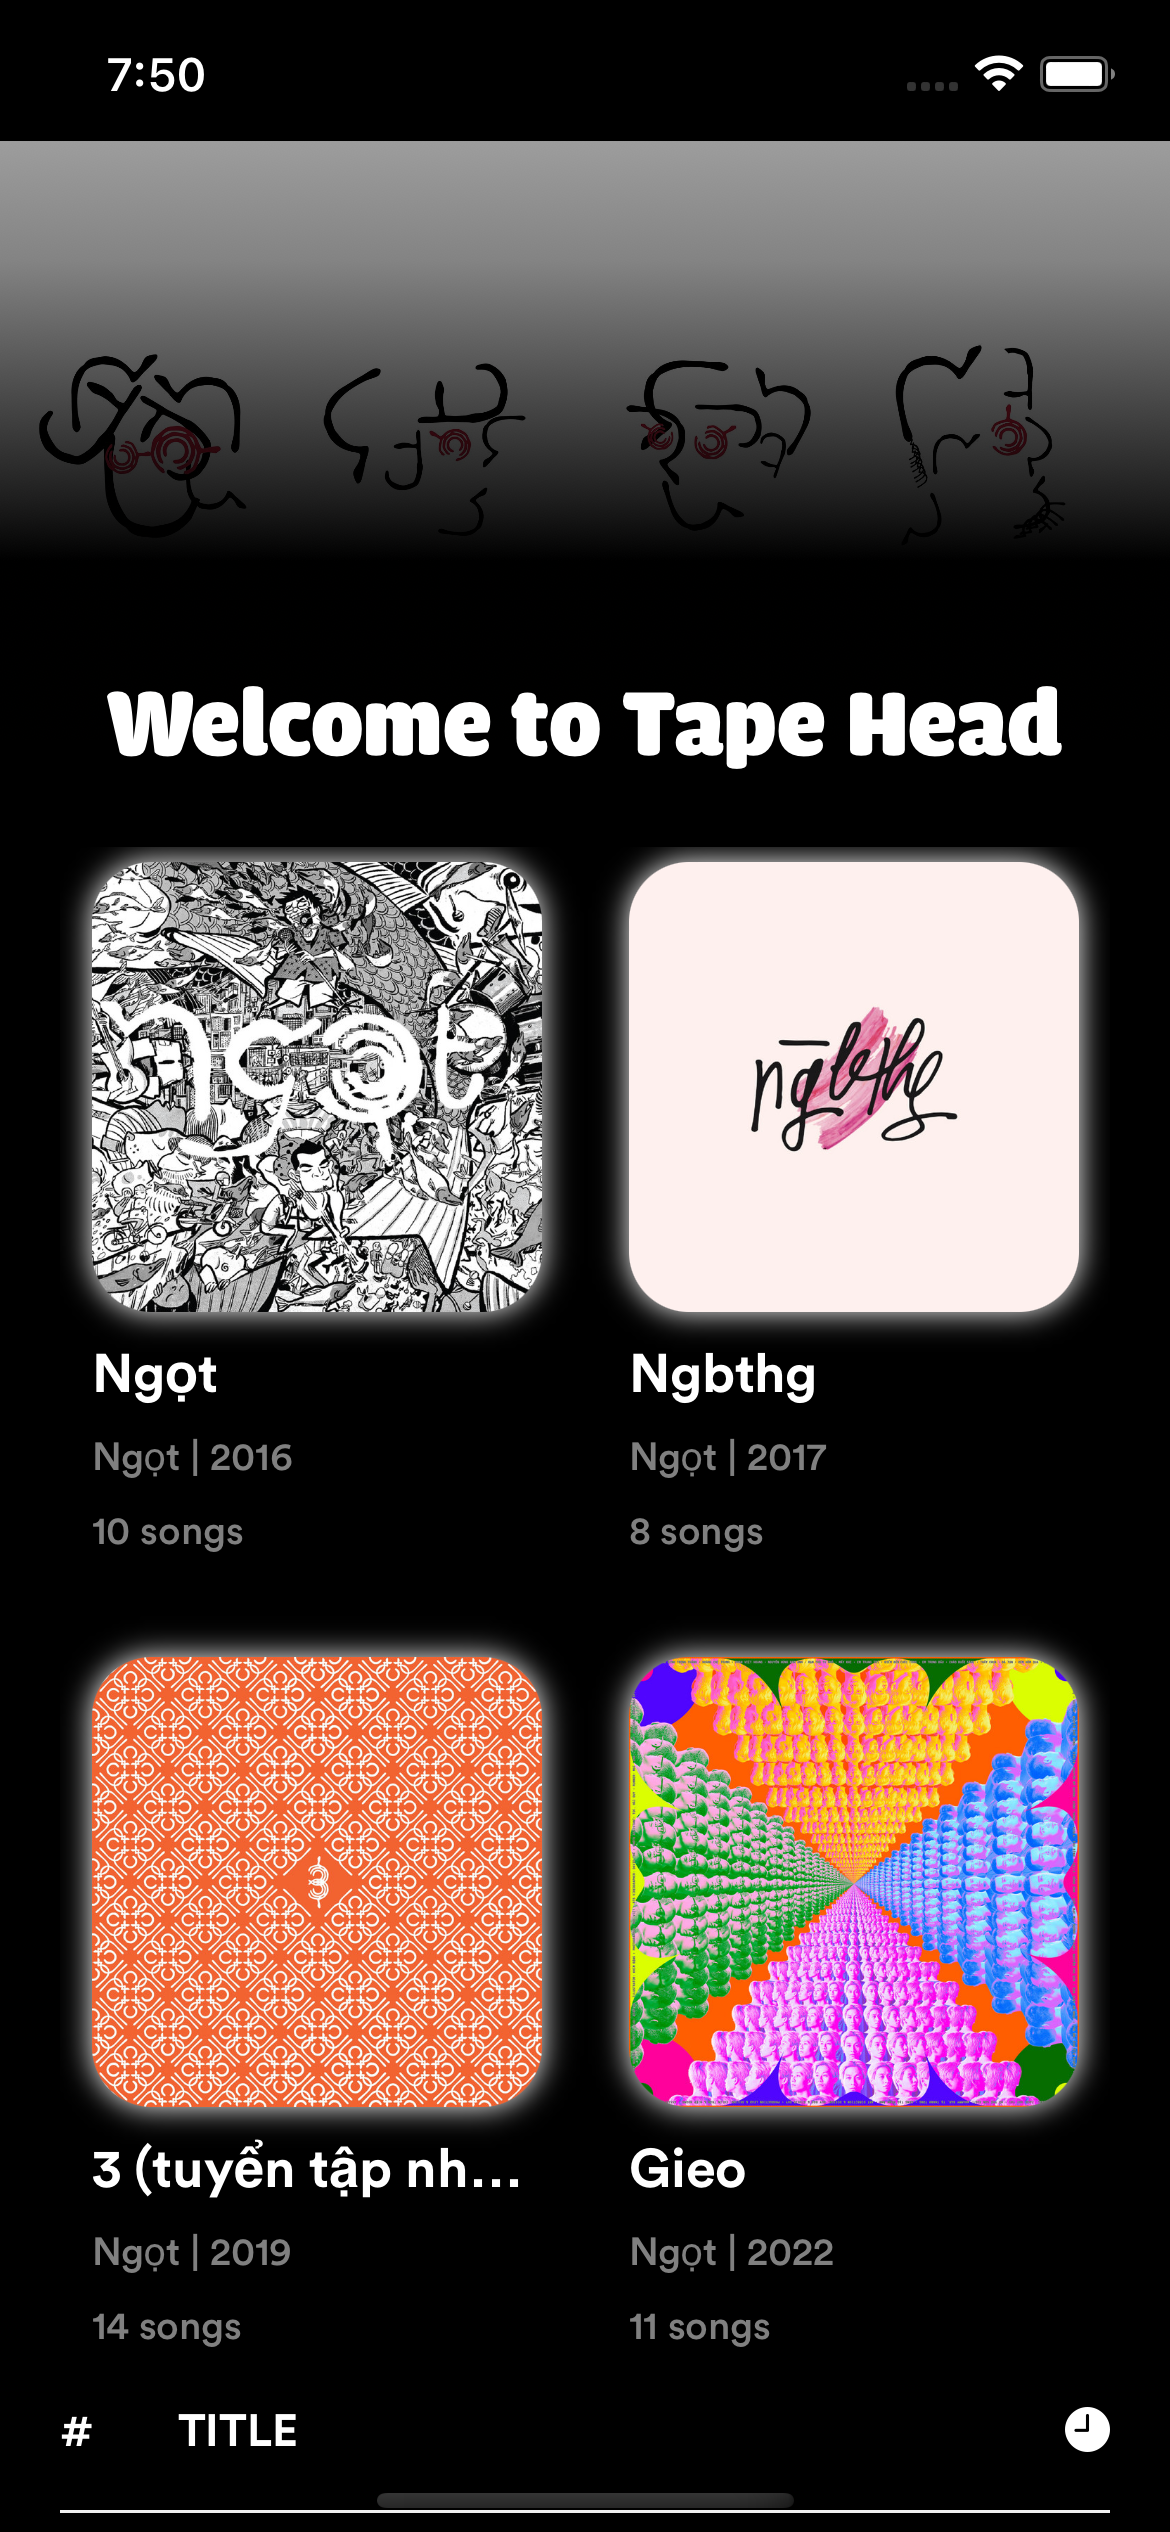 7:50
Welcome to Tape Head
ngọt
ngbthg
Ngọt
Ngbthg
Ngọt | 2016
Ngọt | 2017
10 songs
8 songs
3
3 (tuyển tập nh...
Gieo
Ngọt | 2019
Ngọt | 2022
14 songs
11 songs
# TITLE